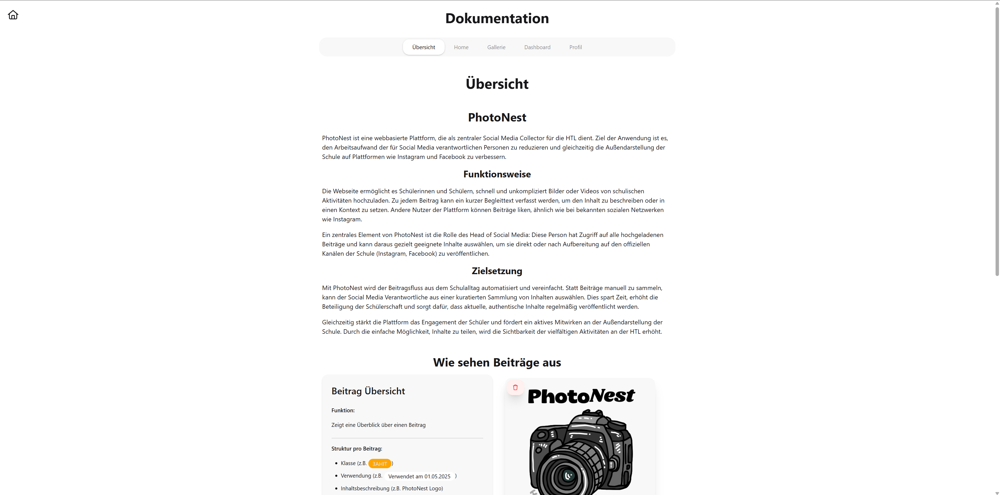 Dokumentation
Übersicht Home Gallerie Dashboard Profil
Übersicht
PhotoNest
PhotoNest ist eine webbasierte Plattform, die als zentraler Social Media Collector für die HTL dient. Ziel der Anwendung ist es,
den Arbeitsaufwand der für Social Media verantwortlichen Personen zu reduzieren und gleichzeitig die Außendarstellung der
Schule auf Plattformen wie Instagram und Facebook zu verbessern.
Funktionsweise
Die Webseite ermöglicht es Schülerinnen und Schülern, schnell und unkompliziert Bilder oder Videos von schulischen
Aktivitäten hochzuladen. Zu jedem Beitrag kann ein kurzer Begleittext verfasst werden, um den Inhalt zu beschreiben oder in
einen Kontext zu setzen. Andere Nutzer der Plattform können Beiträge liken, ähnlich wie bei bekannten sozialen Netzwerken
wie Instagram.
Ein zentrales Element von PhotoNest ist die Rolle des Head of Social Media: Diese Person hat Zugriff auf alle hochgeladenen
Beiträge und kann daraus gezielt geeignete Inhalte auswählen, um sie direkt oder nach Aufbereitung auf den offiziellen
Kanälen der Schule (Instagram, Facebook) zu veröffentlichen.
Zielsetzung
Mit PhotoNest wird der Beitragsfluss aus dem Schulalltag automatisiert und vereinfacht. Statt Beiträge manuell zu sammeln,
kann der Social Media Verantwortliche aus einer kuratierten Sammlung von Inhalten auswählen. Dies spart Zeit, erhöht die
Beteiligung der Schülerschaft und sorgt dafür, dass aktuelle, authentische Inhalte regelmäßig veröffentlicht werden.
Gleichzeitig stärkt die Plattform das Engagement der Schüler und fördert ein aktives Mitwirken an der Außendarstellung der
Schule. Durch die einfache Möglichkeit, Inhalte zu teilen, wird die Sichtbarkeit der vielfältigen Aktivitäten an der HTL erhöht.
Wie sehen Beiträge aus
Beitrag Übersicht
Funktion:
Zeigt eine Überblick über einen Beitrag
Struktur pro Beitrag:
• Klasse (z.B. 3AHIT)
• Verwendung (z.B. Verwendet am 01.05.2025 )
• Inhaltsbeschreibung (z.B. PhotoNest Logo)
PhotoNest